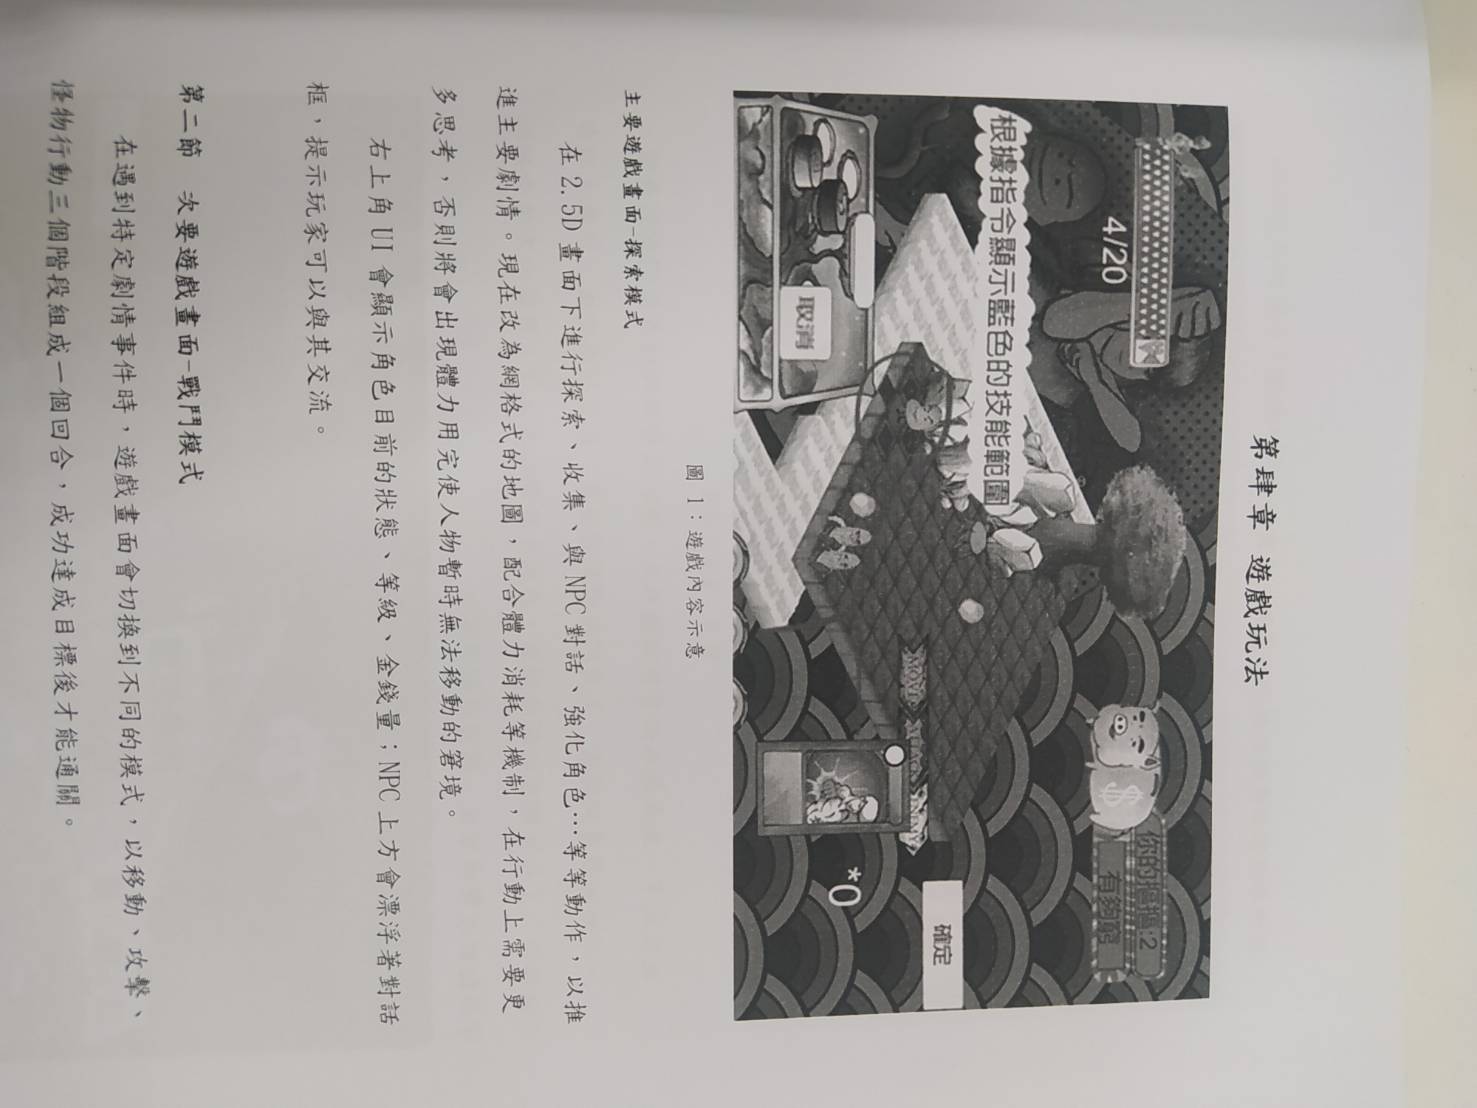 第肆章 遊戲玩法
4/20
你的摳摳:2
有夠窮
根據指令顯示藍色的技能範圍
確定
MOVE
ATTACK
ENEMY
*0
取消
圖 1：遊戲內容示意
主要遊戲畫面-探索模式
在 2.5D 畫面下進行探索、收集、與 NPC 對話、強化角色…等等動作，以推
進主要劇情。現在改為網格式的地圖，配合體力消耗等機制，在行動上需要更
多思考，否則將會出現體力用完使人物暫時無法移動的窘境。
右上角 UI 會顯示角色目前的狀態、等級、金錢量；NPC 上方會漂浮著對話
框，提示玩家可以與其交流。
第二節 次要遊戲畫面-戰鬥模式
在遇到特定劇情事件時，遊戲畫面會切換到不同的模式，以移動、攻擊、
怪物行動三個階段組成一個回合，成功達成目標後才能通關。